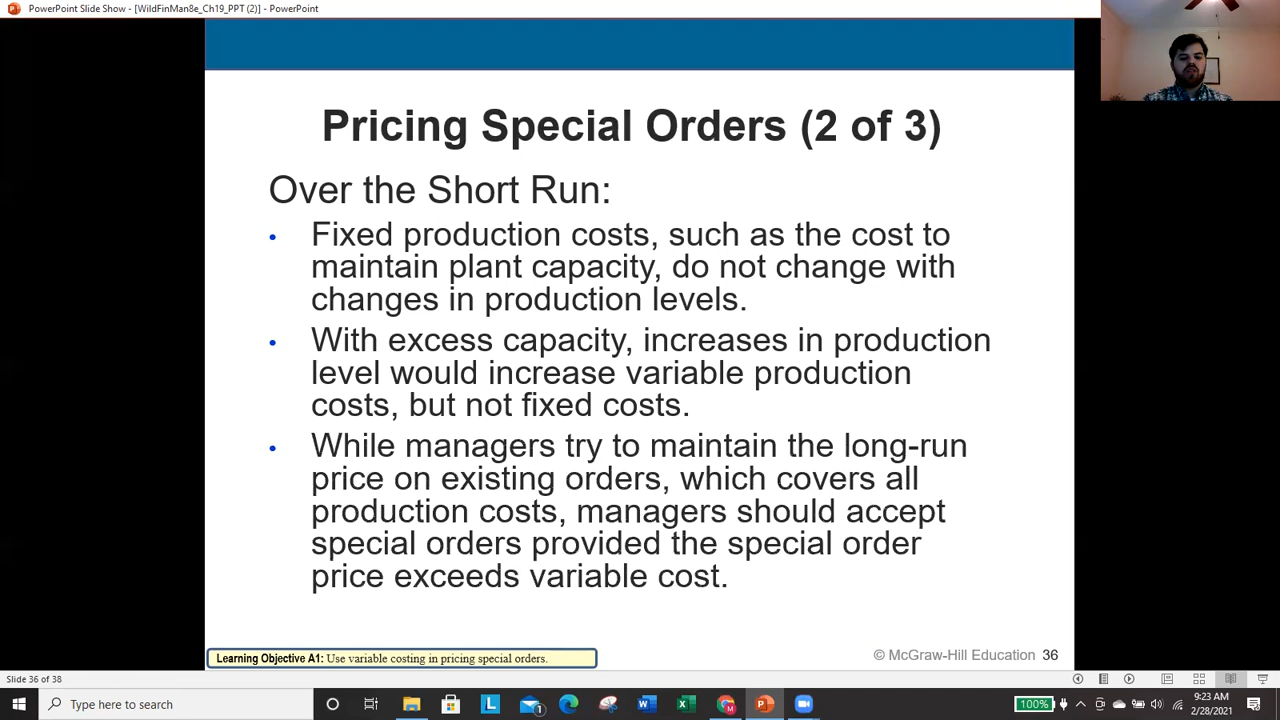 PowerPoint Slide Show - [WildFinMan8e_Ch19_PPT (2)] - PowerPoint
Pricing Special Orders (2 of 3)
Over the Short Run:
• Fixed production costs, such as the cost to
maintain plant capacity, do not change with
changes in production levels.
• With excess capacity, increases in production
level would increase variable production
costs, but not fixed costs.
• While managers try to maintain the long-run
price on existing orders, which covers all
production costs, managers should accept
special orders provided the special order
price exceeds variable cost.
Learning Objective A1: Use variable costing in pricing special orders.
© McGraw-Hill Education 36
Slide 36 of 38
Type here to search
100%
9:23 AM
2/28/2021